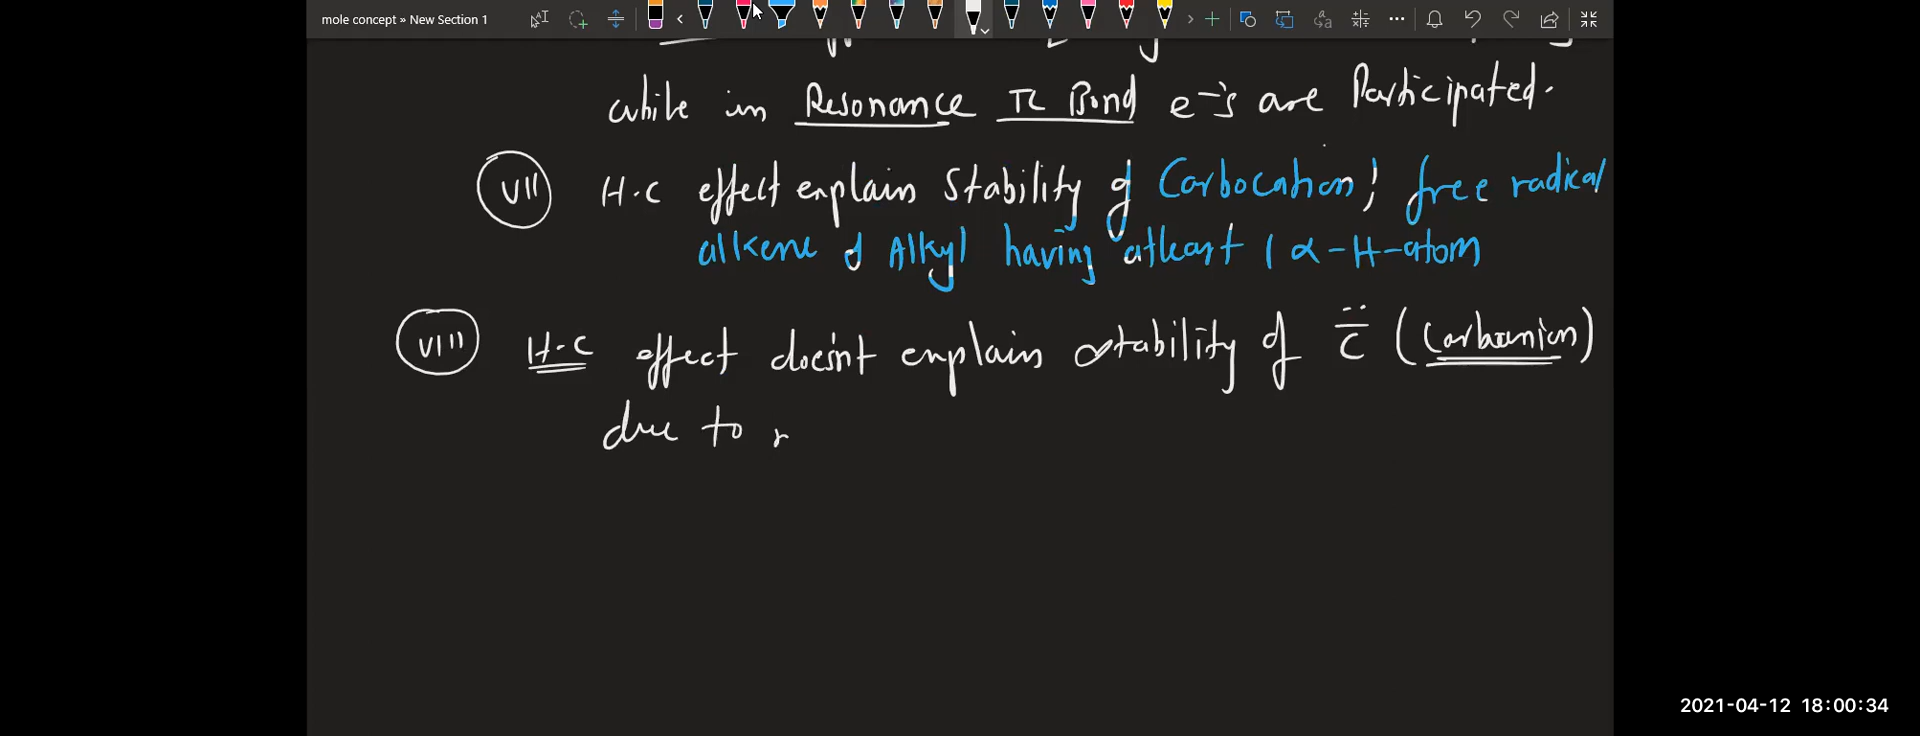 mole concept » New Section 1
while in Resonance π Bond e⁻'s are Participated.
VII H.C effect explain Stability of Carbocation, free radical
alkene & Alkyl having atleast 1 α-H-atom
VIII H.C effect doesn't explain stability of C̄ (Carbanion)
due to
2021-04-12 18:00:34